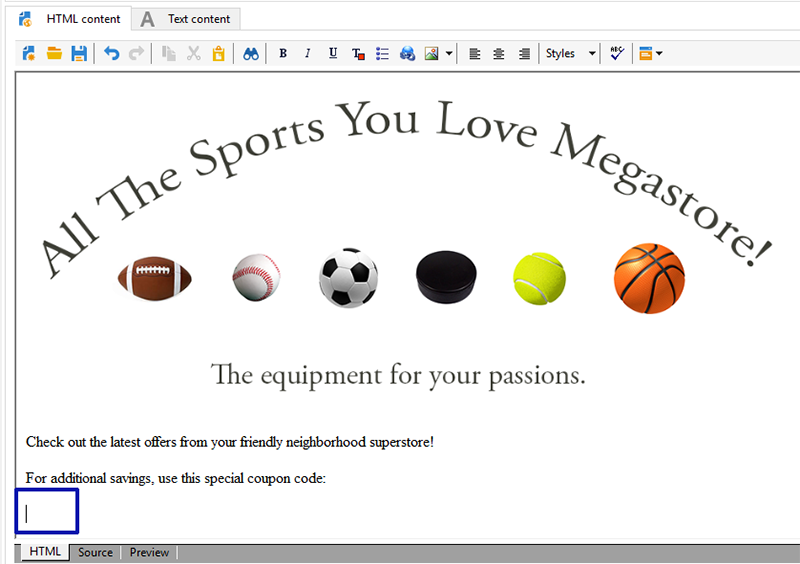 HTML content
Text content
B I U T Styles ABC
All The Sports You Love Megastore!
The equipment for your passions.
Check out the latest offers from your friendly neighborhood superstore!
For additional savings, use this special coupon code:
HTML Source Preview